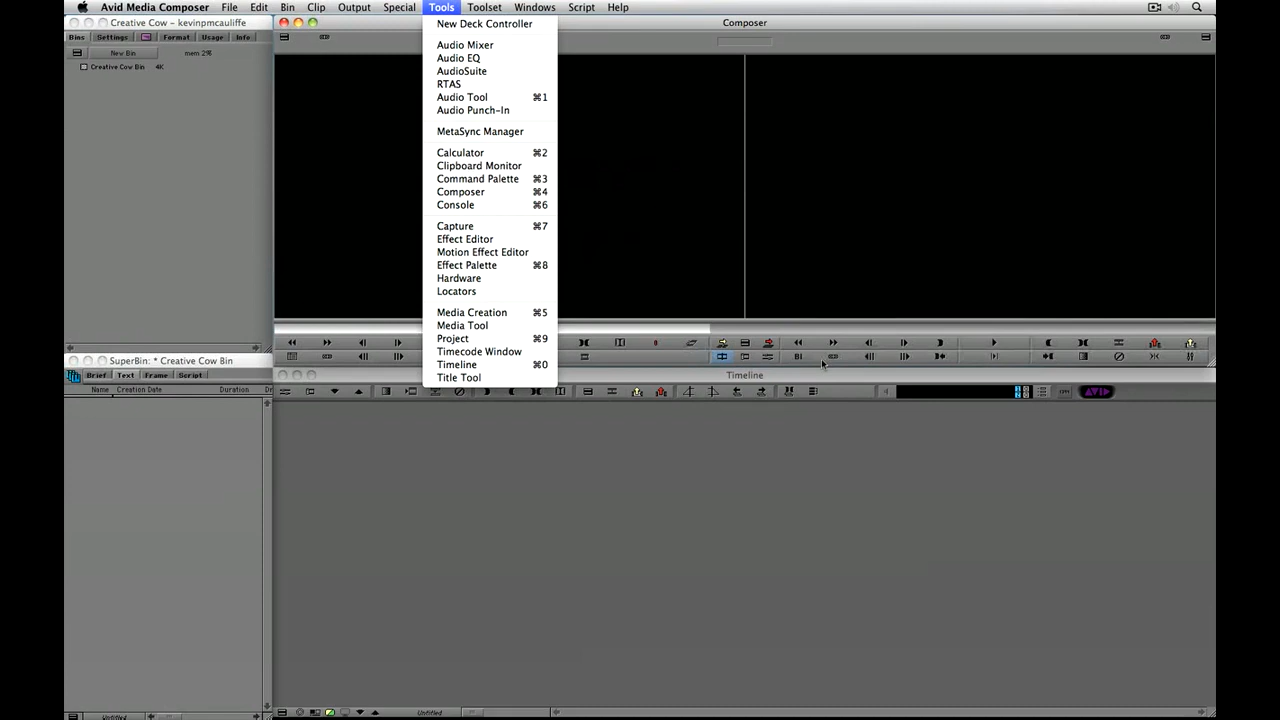 Avid Media Composer File Edit Bin Clip Output Special Tools Toolset Windows Script Help
Creative Cow - kevinpmcauliffe
Bins Settings Format Usage Info
New Bin mem 2%
Creative Cow Bin 4K
New Deck Controller
Audio Mixer
Audio EQ
AudioSuite
RTAS
Audio Tool ⌘1
Audio Punch-In
MetaSync Manager
Calculator ⌘2
Clipboard Monitor
Command Palette ⌘3
Composer ⌘4
Console ⌘6
Capture ⌘7
Effect Editor
Motion Effect Editor
Effect Palette ⌘8
Hardware
Locators
Media Creation ⌘5
Media Tool
Project ⌘9
Timecode Window
Timeline ⌘0
Title Tool
Composer
SuperBin: * Creative Cow Bin
Brief Text Frame Script
Name Creation Date Duration Dr
Untitled
Timeline
AVID
Untitled